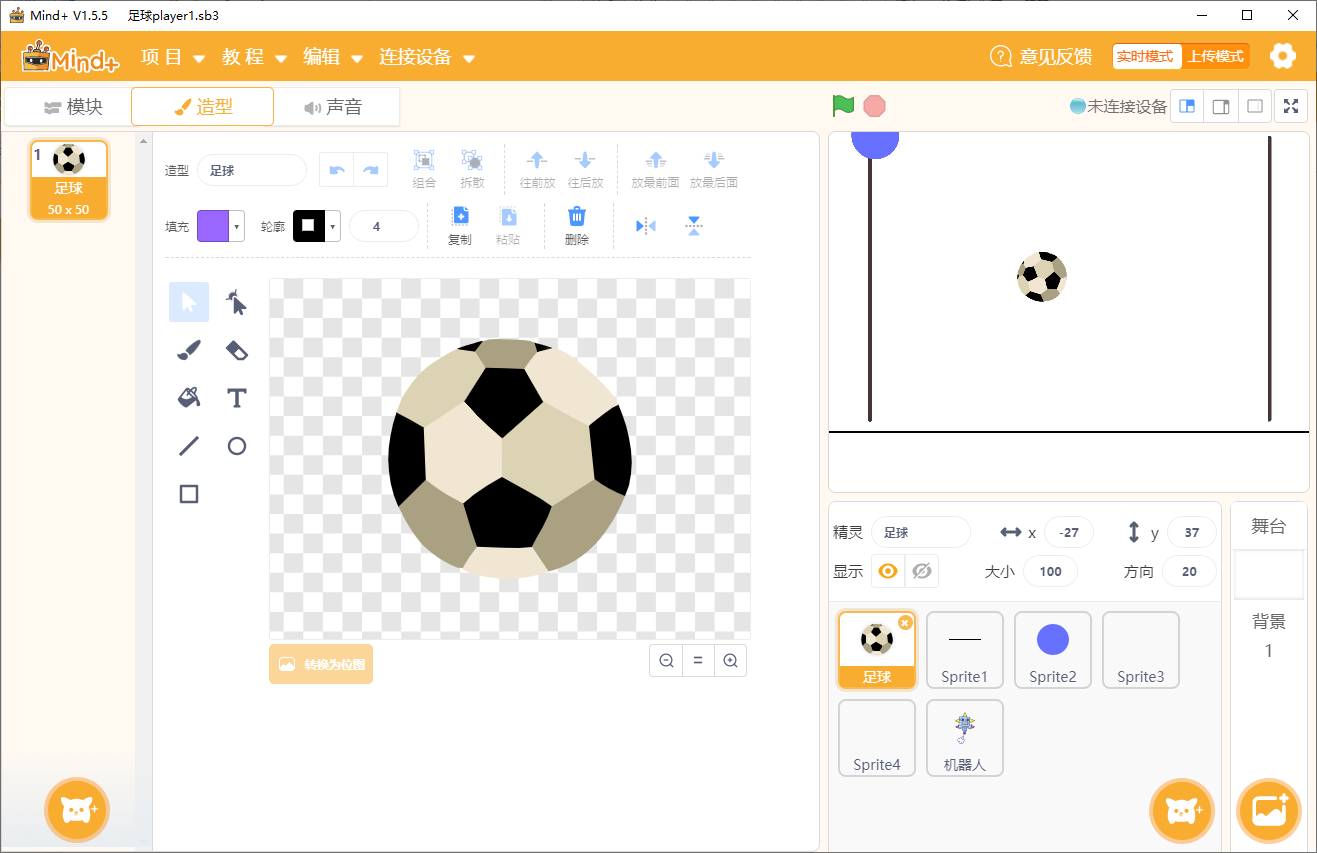 Mind+ V1.5.5 足球player1.sb3
Mind+ 项目 教程 编辑 连接设备 意见反馈 实时模式 上传模式
模块 造型 声音 未连接设备
1
足球
50 x 50
造型 足球 组合 拆散 往前放 往后放 放最前面 放最后面
填充 轮廓 4 复制 粘贴 删除
转换为位图
精灵 足球 x -27 y 37
显示 大小 100 方向 20
足球 Sprite1 Sprite2 Sprite3
Sprite4 机器人
舞台
背景
1